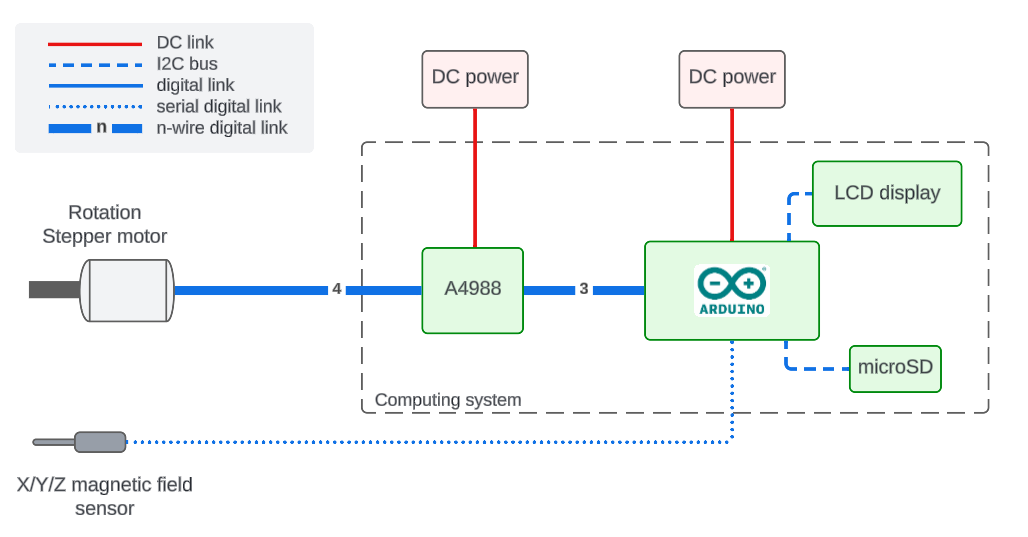 DC link
I2C bus
digital link
serial digital link
n
n-wire digital link
DC power
DC power
LCD display
Rotation
Stepper motor
4
A4988
3
ARDUINO
microSD
Computing system
X/Y/Z magnetic field
sensor